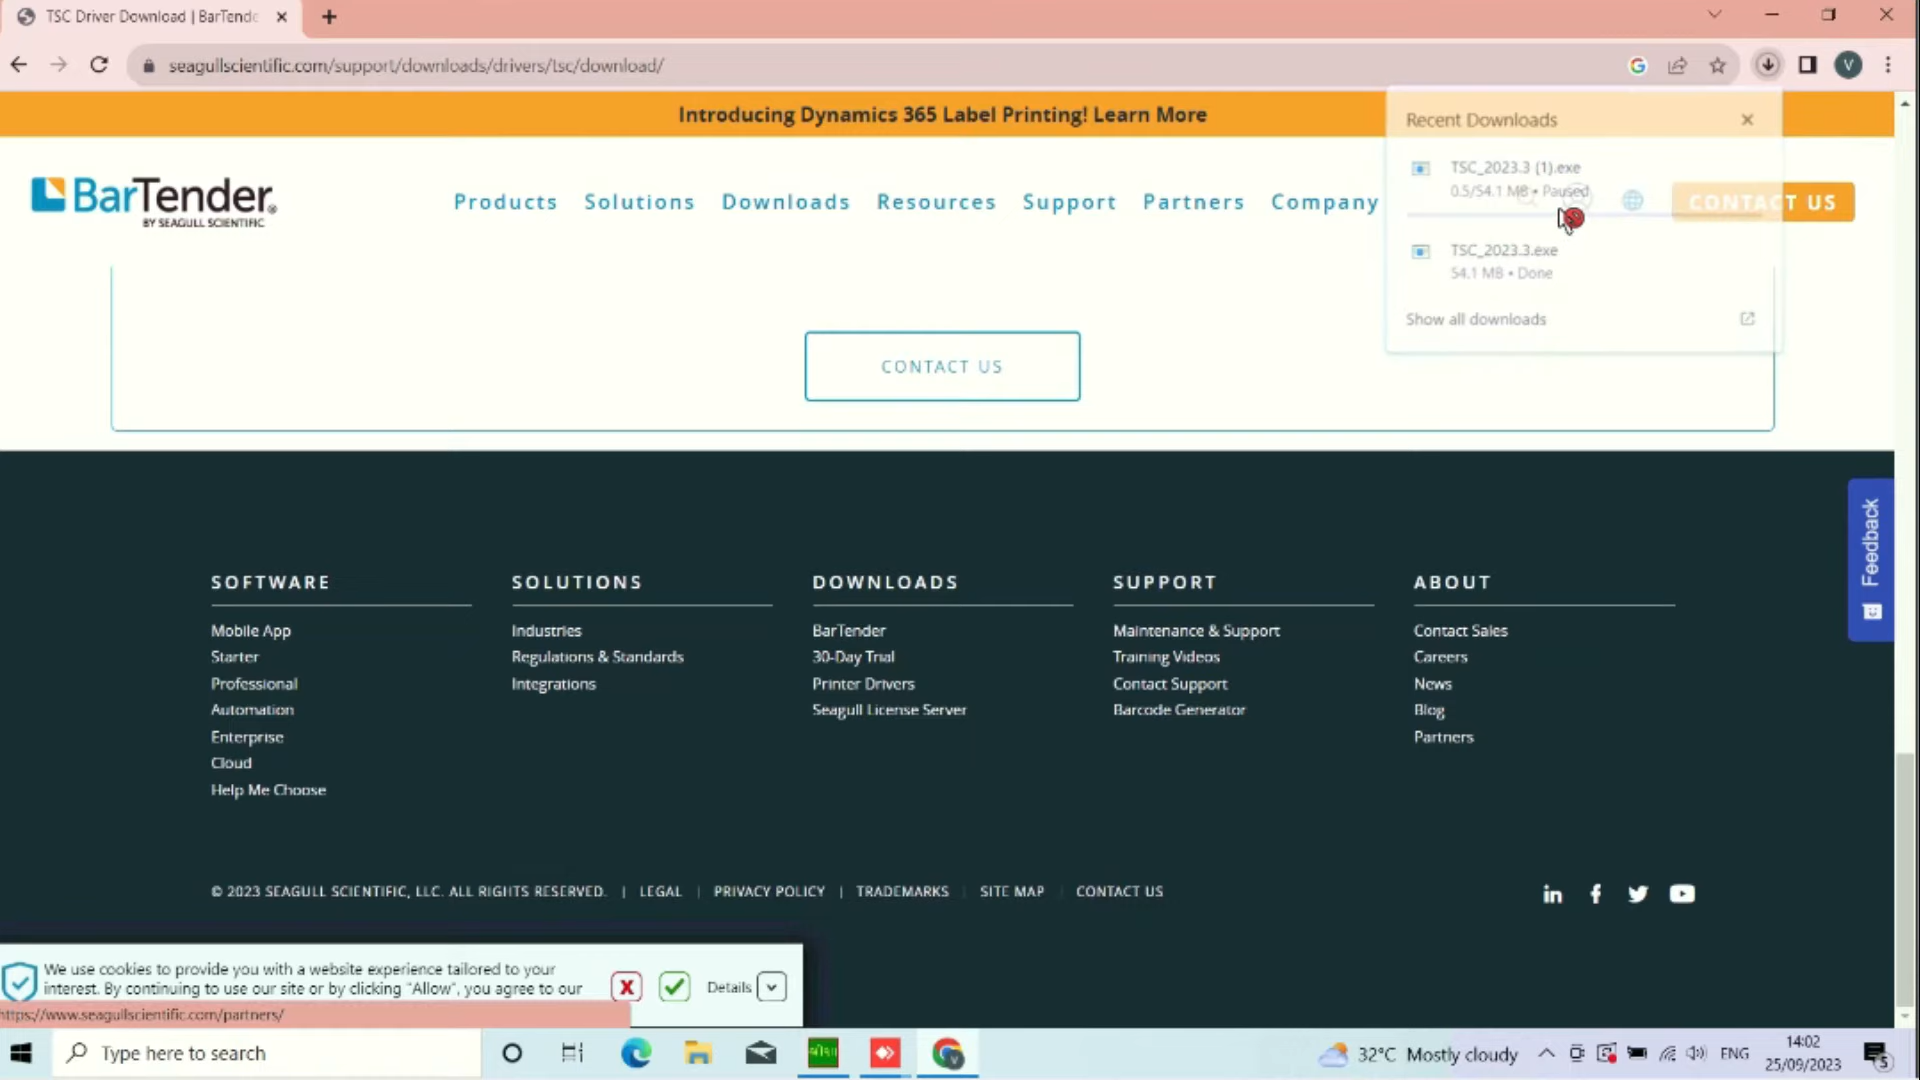 TSC Driver Download | BarTende
seagullscientific.com/support/downloads/drivers/tsc/download/
V
Introducing Dynamics 365 Label Printing! Learn More
Recent Downloads
TSC_2023.3 (1).exe
0.5/54.1 MB • Paused
TSC_2023.3.exe
54.1 MB • Done
Show all downloads
BarTender
BY SEAGULL SCIENTIFIC
Products Solutions Downloads Resources Support Partners Company
CONTACT US
CONTACT US
Feedback
SOFTWARE
Mobile App
Starter
Professional
Automation
Enterprise
Cloud
Help Me Choose
SOLUTIONS
Industries
Regulations & Standards
Integrations
DOWNLOADS
BarTender
30-Day Trial
Printer Drivers
Seagull License Server
SUPPORT
Maintenance & Support
Training Videos
Contact Support
Barcode Generator
ABOUT
Contact Sales
Careers
News
Blog
Partners
© 2023 SEAGULL SCIENTIFIC, LLC. ALL RIGHTS RESERVED. | LEGAL | PRIVACY POLICY | TRADEMARKS SITE MAP CONTACT US
We use cookies to provide you with a website experience tailored to your
interest. By continuing to use our site or by clicking "Allow", you agree to our
Details
https://www.seagullscientific.com/partners/
Type here to search
32°C Mostly cloudy
ENG
14:02
25/09/2023
5